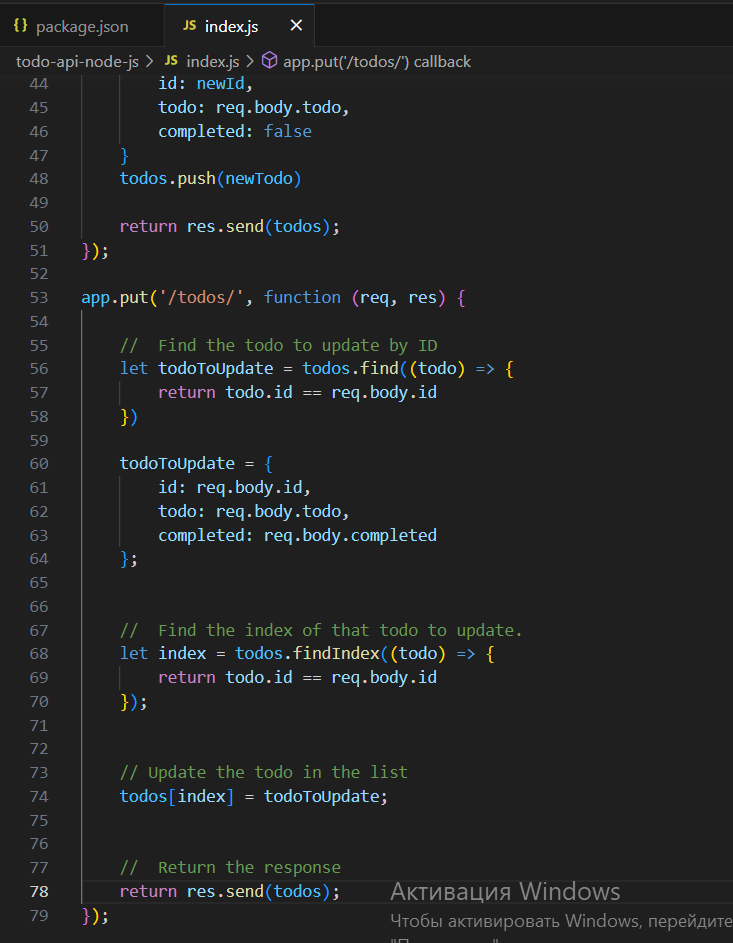 {} package.json JS index.js ×
todo-api-node-js > JS index.js > app.put('/todos/') callback
44 id: newId,
45 todo: req.body.todo,
46 completed: false
47 }
48 todos.push(newTodo)
49
50 return res.send(todos);
51 });
52
53 app.put('/todos/', function (req, res) {
54
55 //  Find the todo to update by ID
56 let todoToUpdate = todos.find((todo) => {
57 return todo.id == req.body.id
58 })
59
60 todoToUpdate = {
61 id: req.body.id,
62 todo: req.body.todo,
63 completed: req.body.completed
64 };
65
66
67 //  Find the index of that todo to update.
68 let index = todos.findIndex((todo) => {
69 return todo.id == req.body.id
70 });
71
72
73 // Update the todo in the list
74 todos[index] = todoToUpdate;
75
76
77 //  Return the response
78 return res.send(todos);
79 });
Активация Windows
Чтобы активировать Windows, перейдите